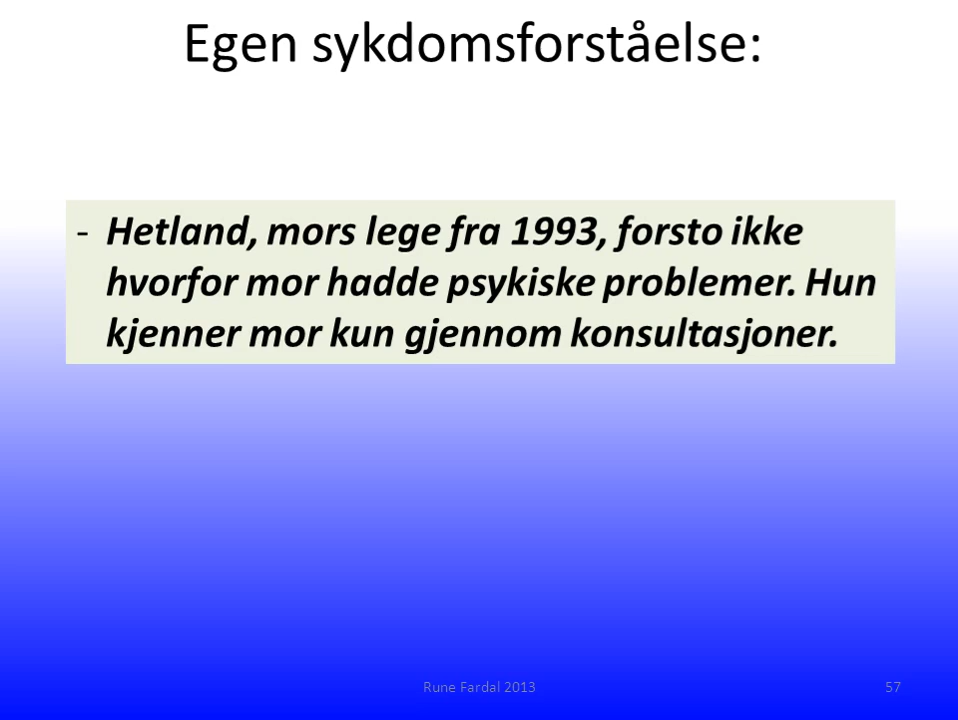 Egen sykdomsforståelse:
- Hetland, mors lege fra 1993, forsto ikke
hvorfor mor hadde psykiske problemer. Hun
kjenner mor kun gjennom konsultasjoner.
Rune Fardal 2013
57